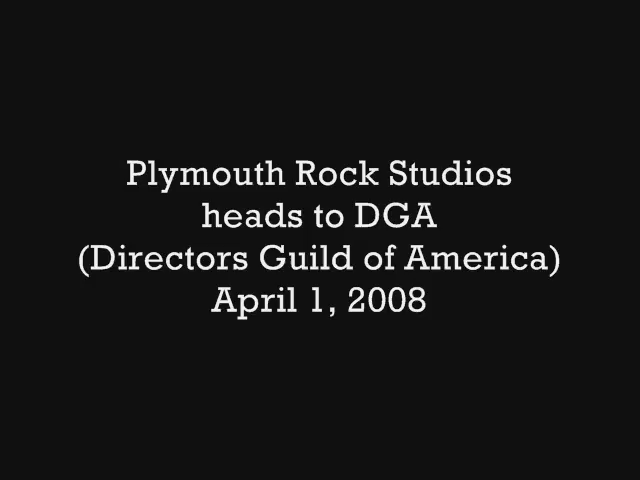 Plymouth Rock Studios
heads to DGA
(Directors Guild of America)
April 1, 2008